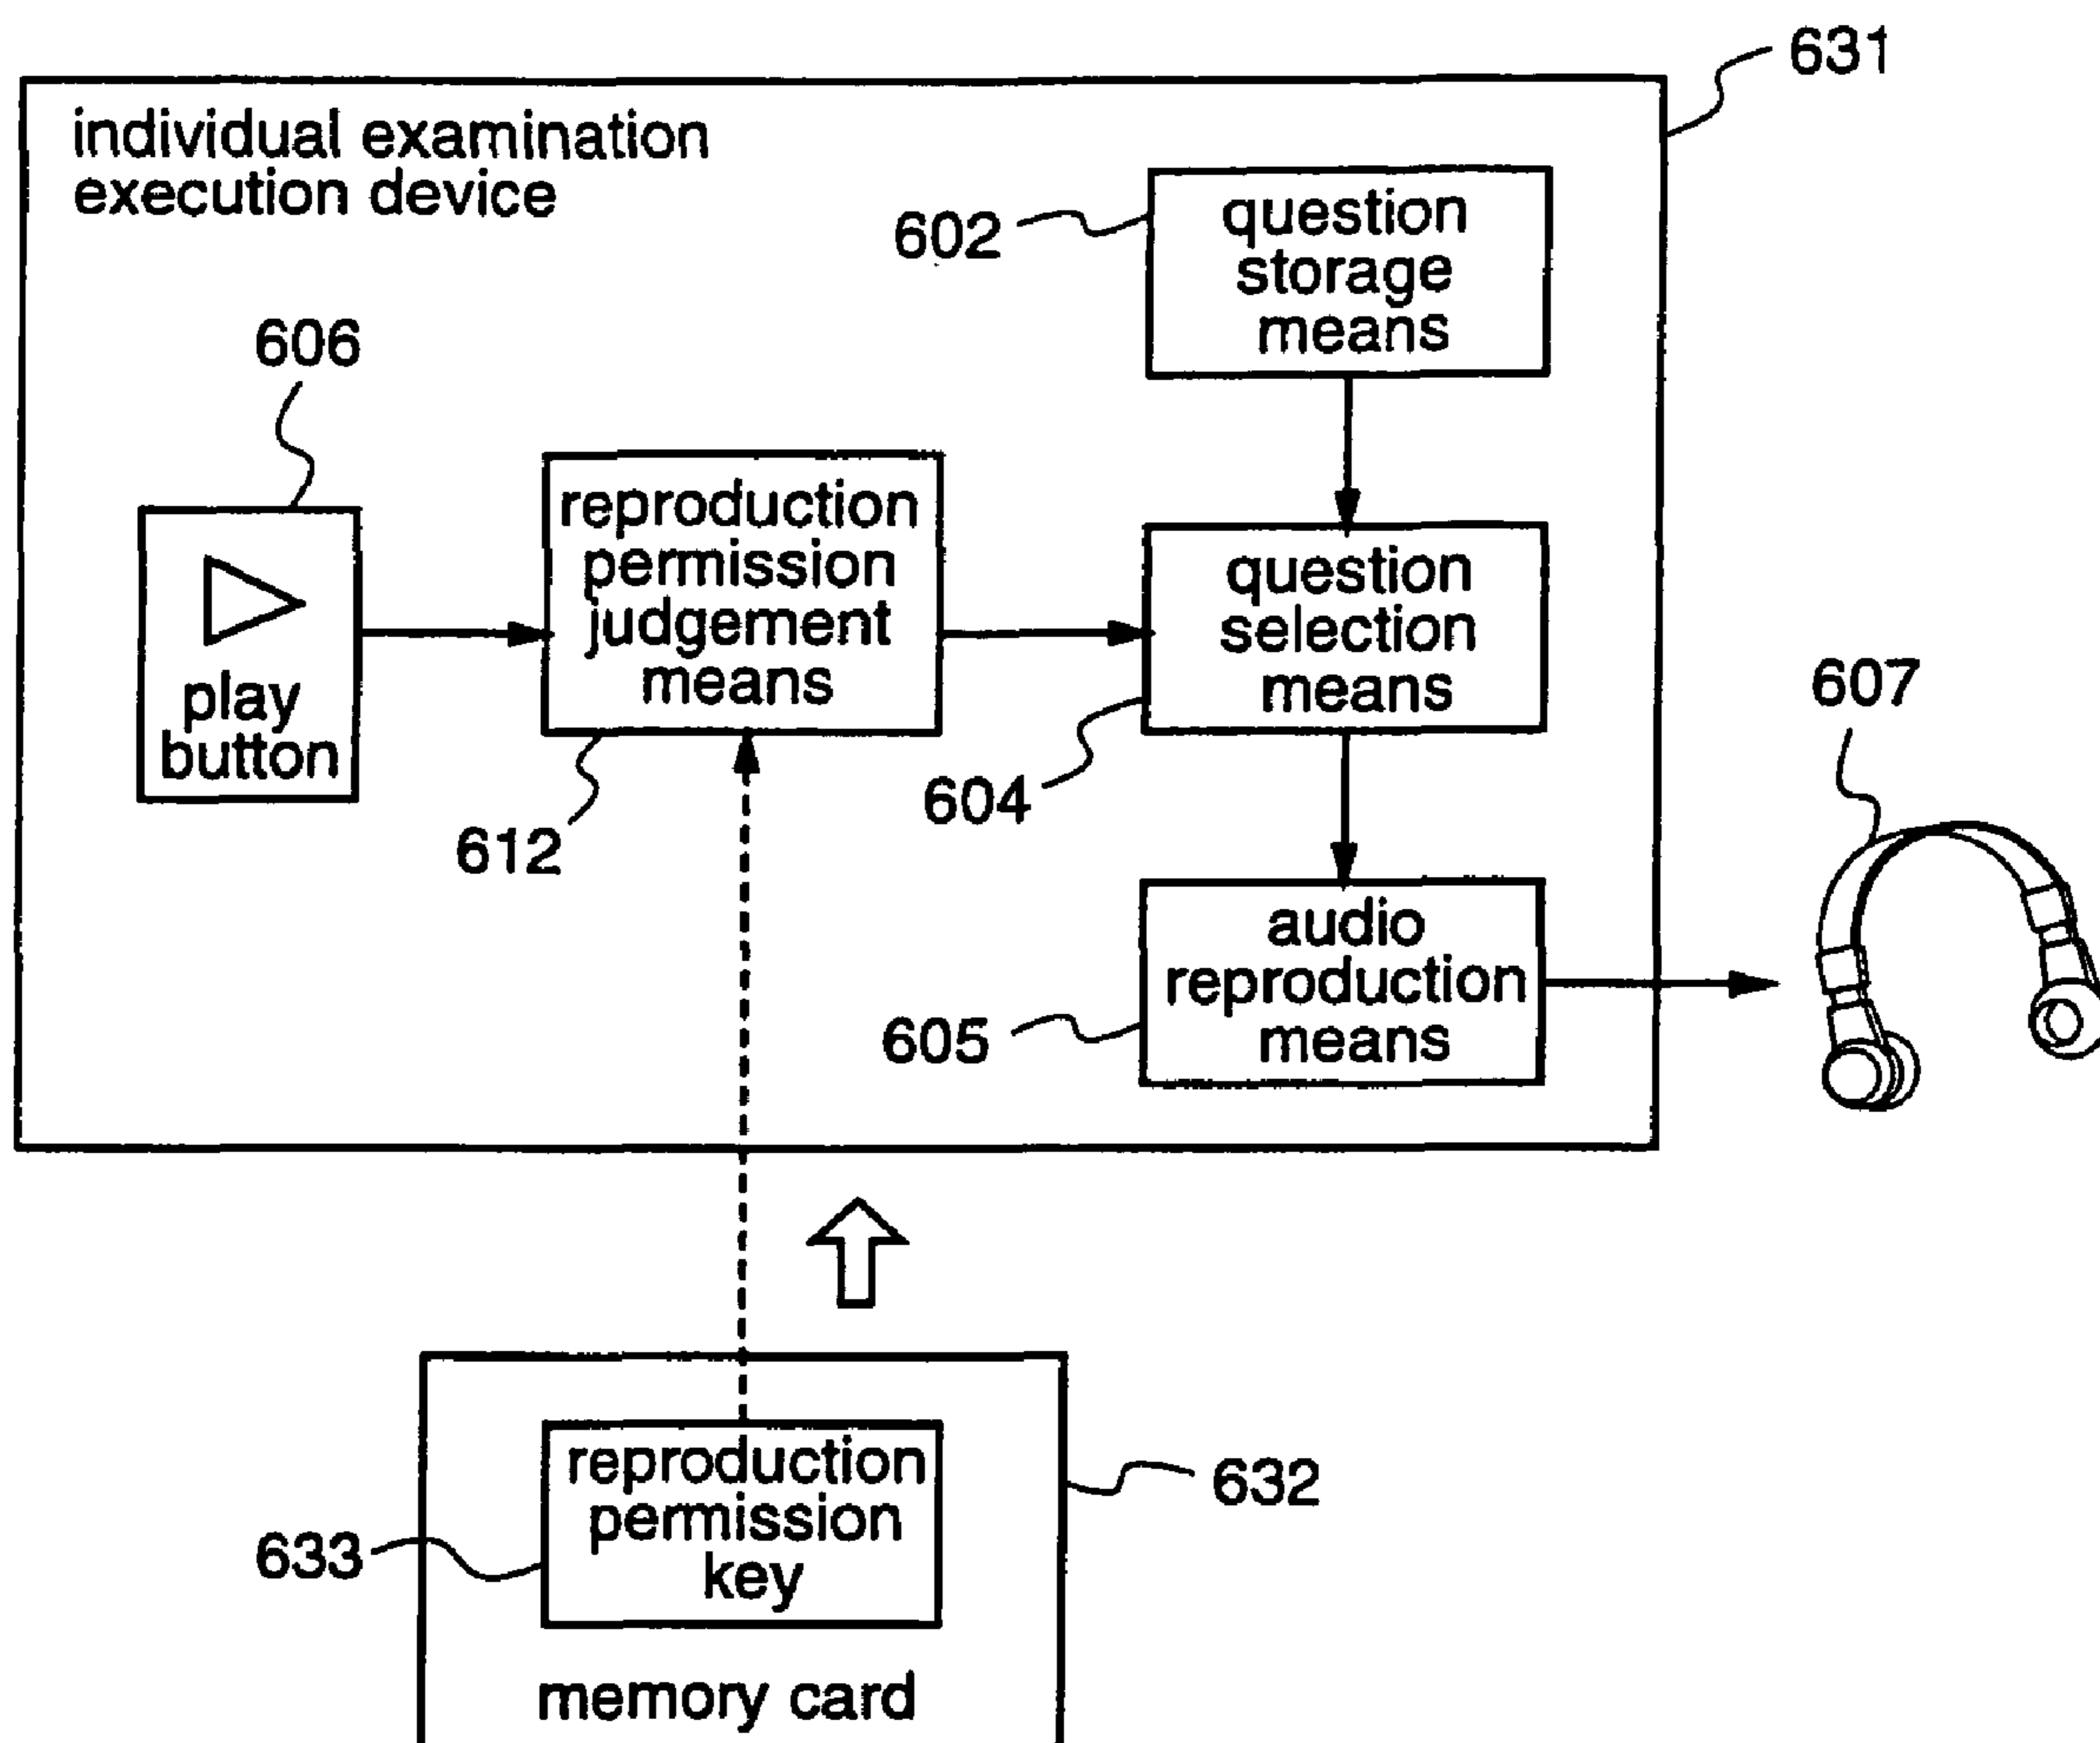 631
individual examination
execution device
602
question
storage
means
606
reproduction
permission
judgement
means
question
selection
means
play
button
607
604
612
audio
reproduction
means
605
reproduction
permission
key
632
633
memory card